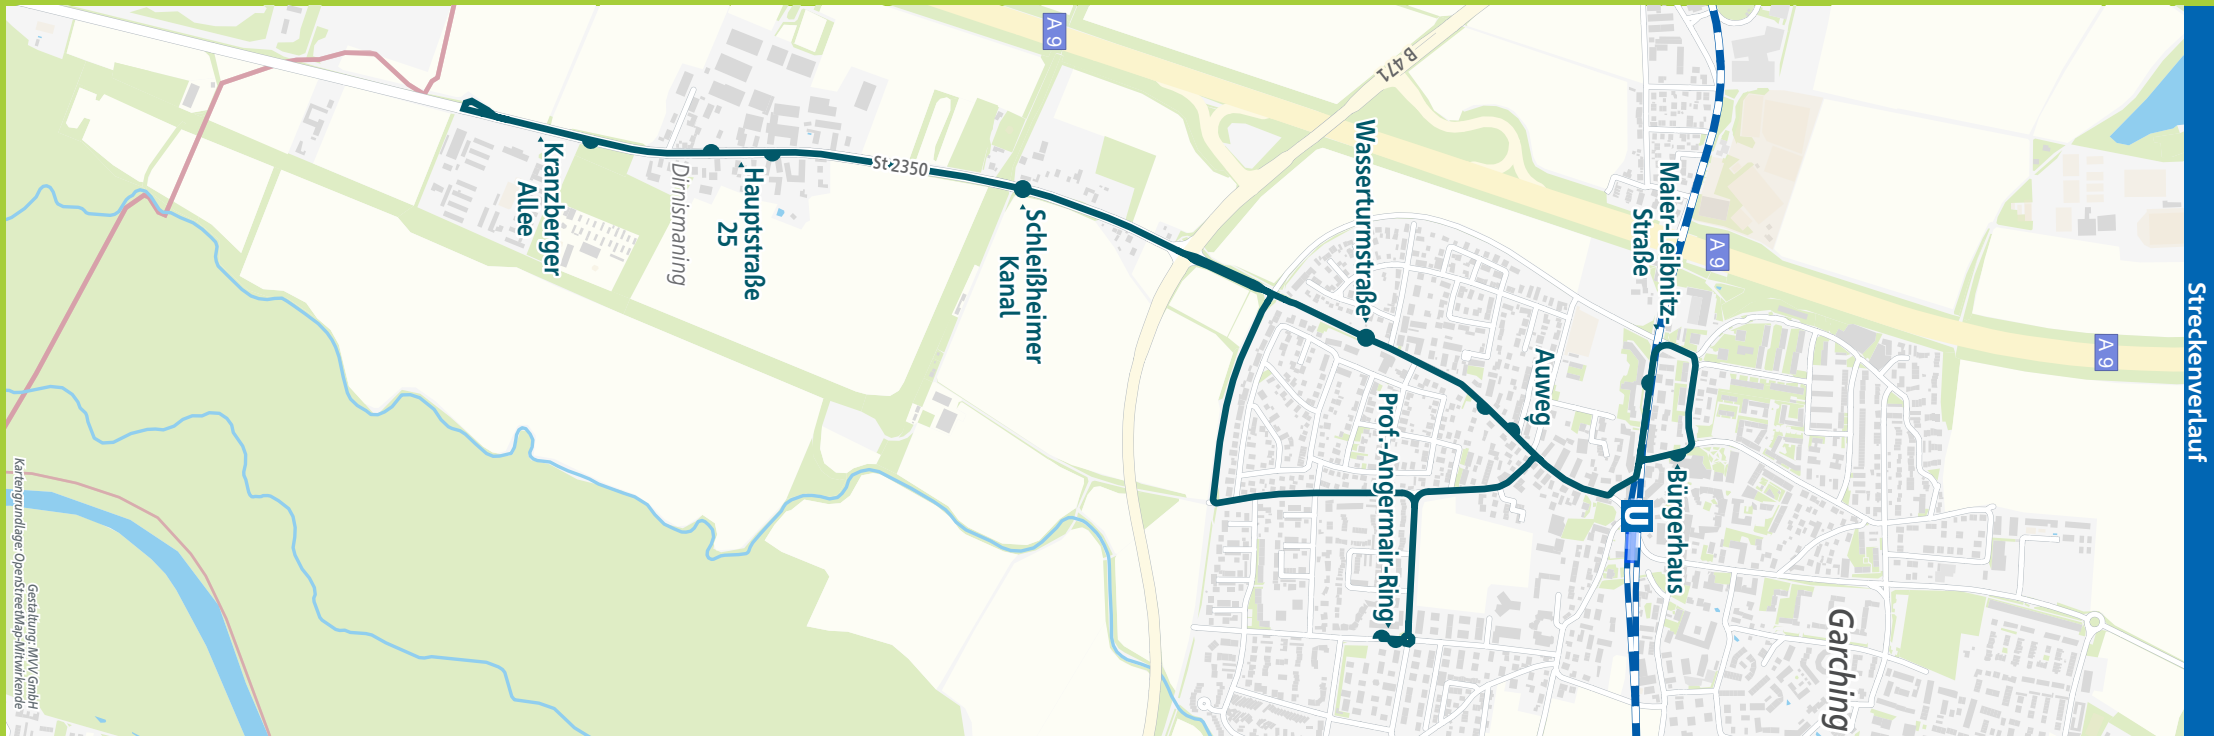 Streckenverlauf
A 9
A 9
A 9
B 471
St 2350
Maier-Leibnitz-
Straße
Bürgerhaus
U
Garching
Auweg
Wasserturmstraße
Prof.-Angermair-Ring
Schleißheimer
Kanal
Hauptstraße
25
Dirnismaning
Kranzberger
Allee
Gestaltung: MVV GmbH
Kartengrundlage: OpenStreetMap-Mitwirkende